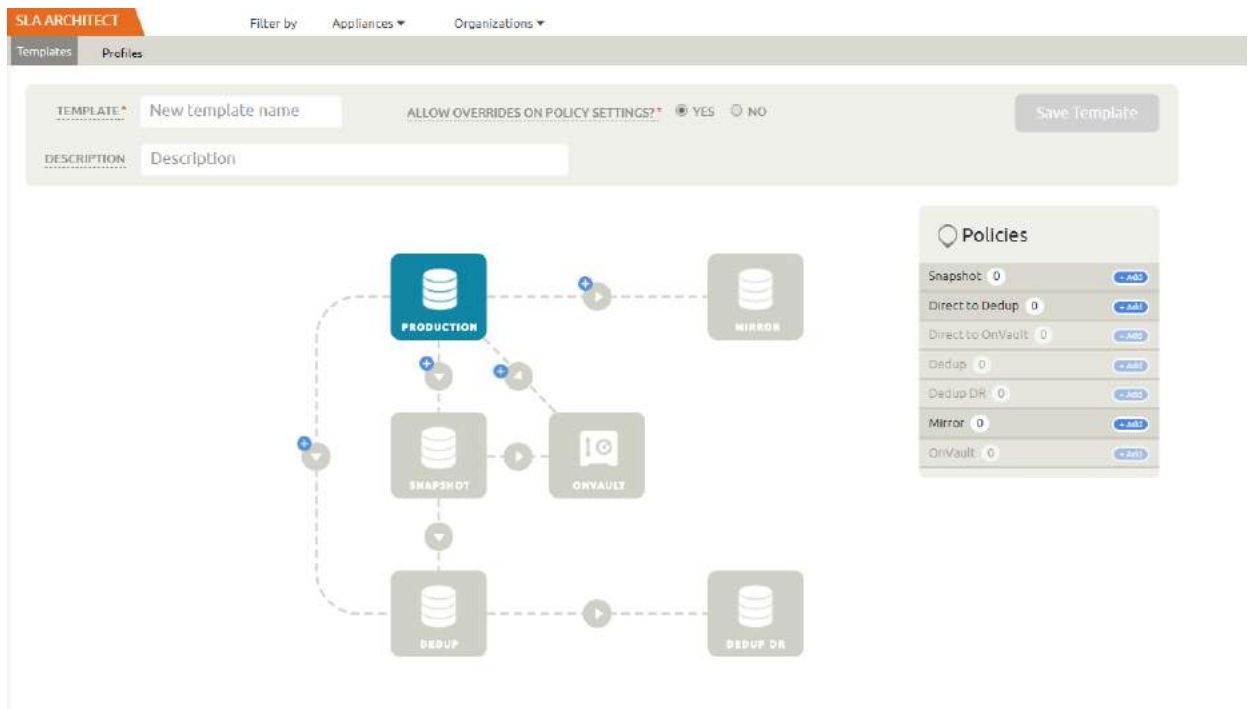 SLA ARCHITECT
Filter by Appliances Organizations
Templates Profiles
TEMPLATE* New template name ALLOW OVERRIDES ON POLICY SETTINGS?* YES NO Save Template
DESCRIPTION Description
Policies
Snapshot 0 + Add
Direct to Dedup 0 + Add
Direct to OnVault 0 + Add
Dedup 0 + Add
Dedup DR 0 + Add
Mirror 0 + Add
OnVault 0 + Add
PRODUCTION MIRROR
SNAPSHOT ONVAULT
DEDUP DEDUP DR